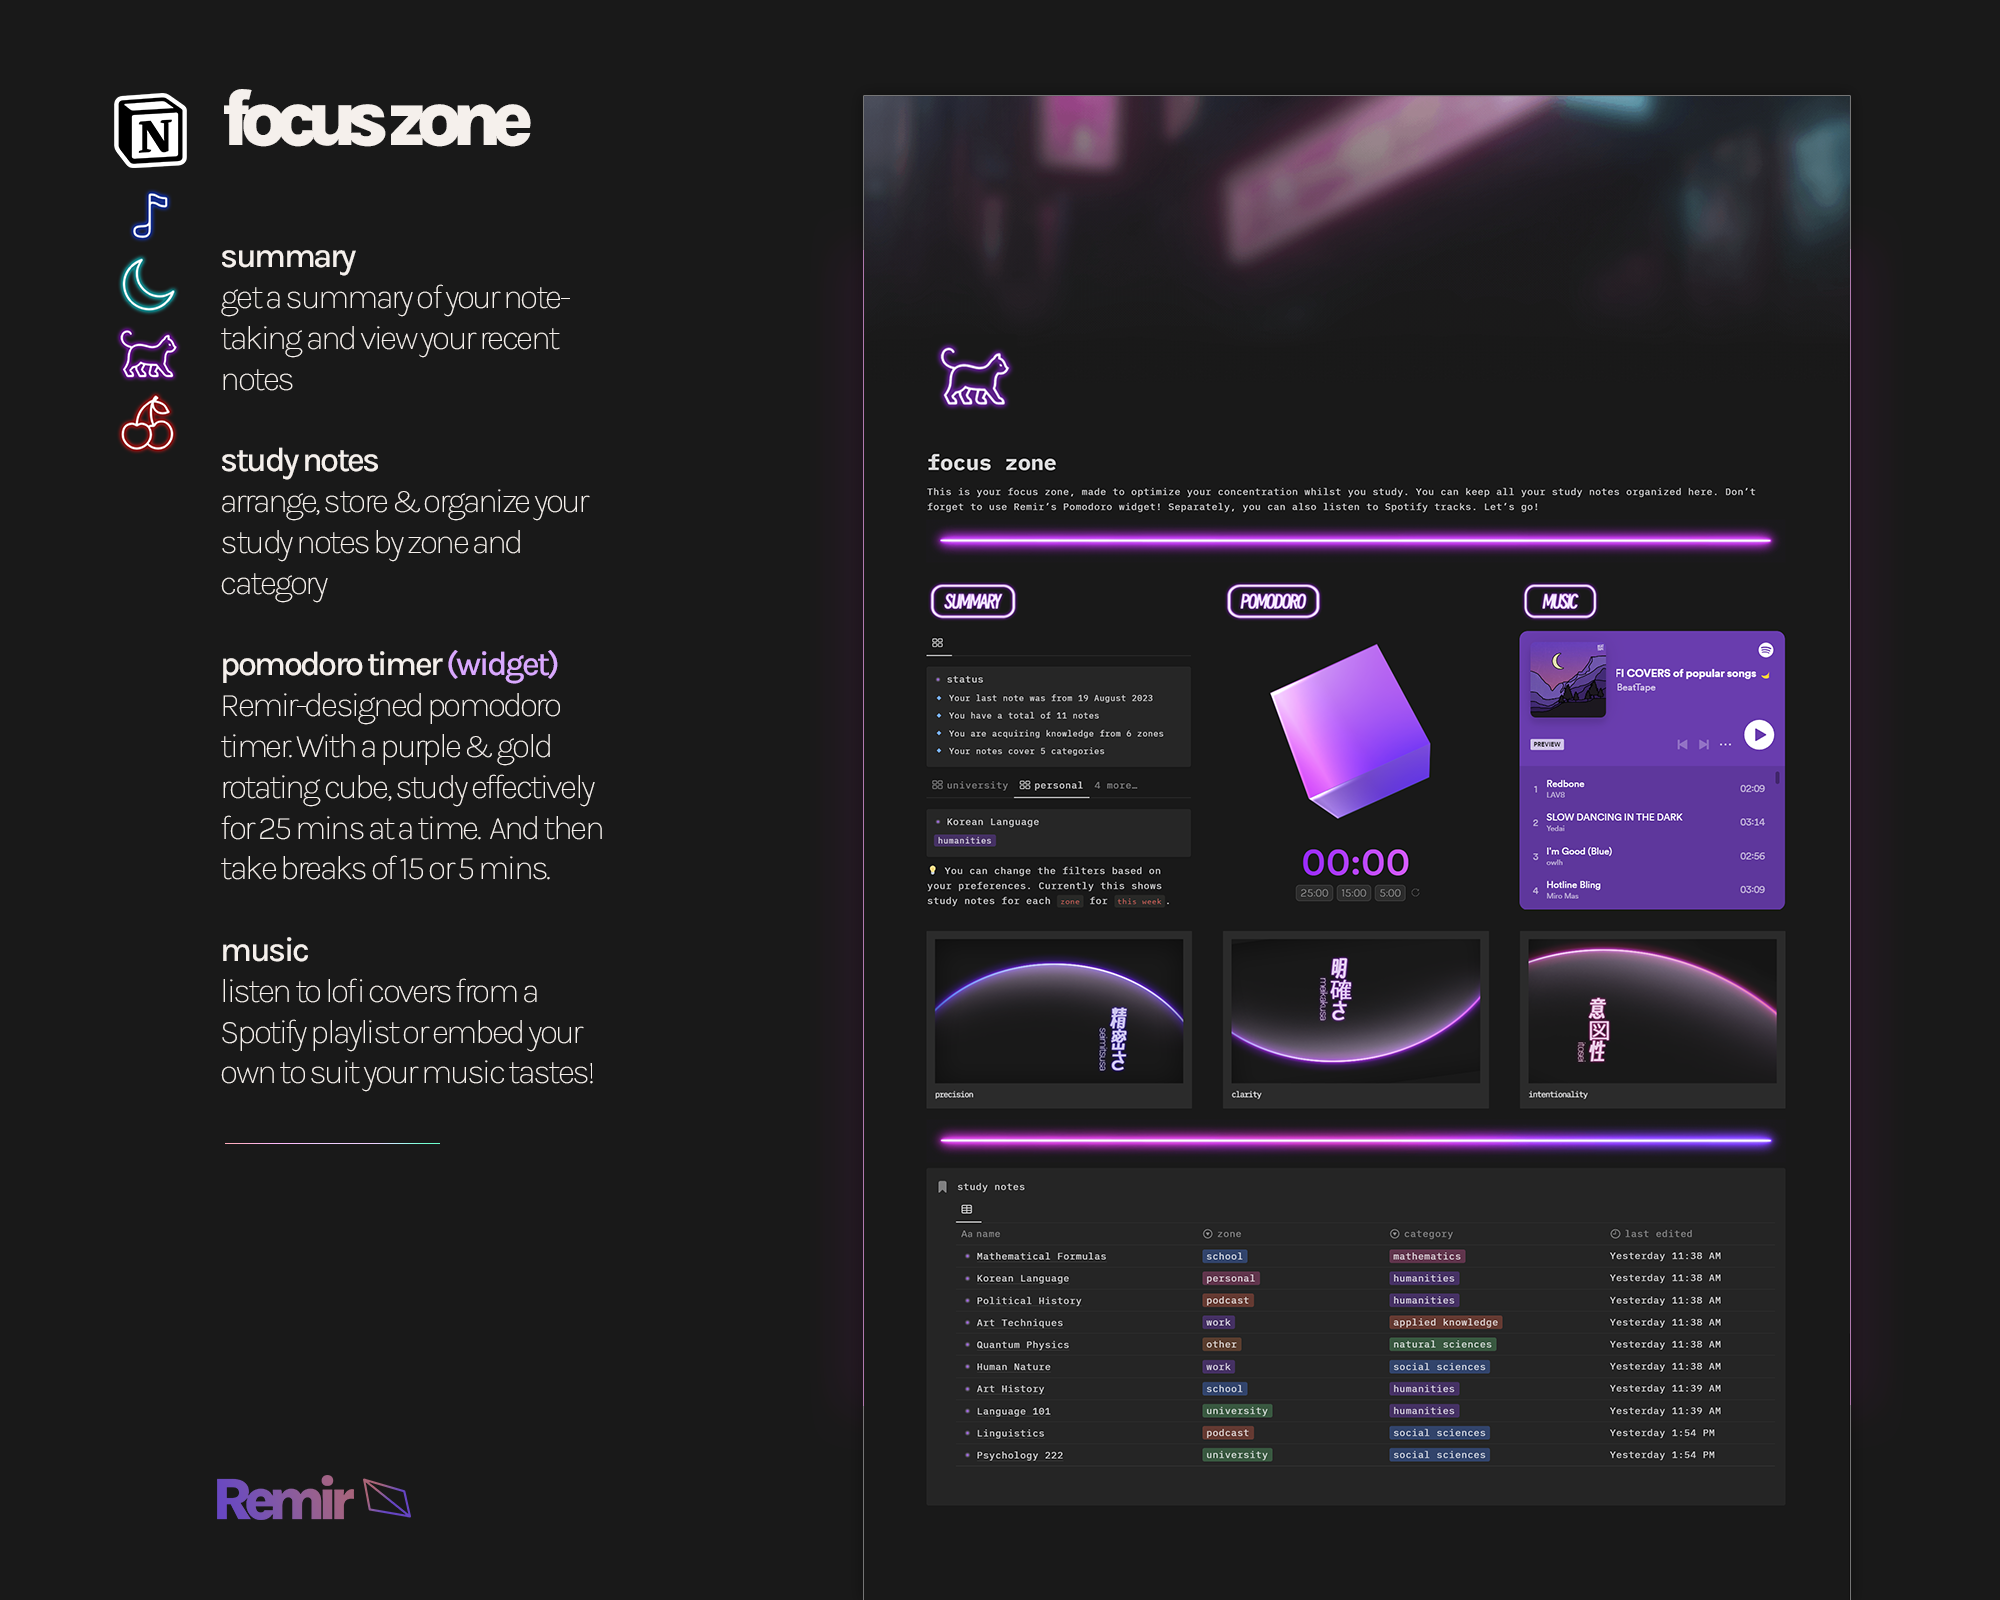 N
focus zone
summary
get a summary of your note-
taking and view your recent
notes
study notes
arrange, store & organize your
study notes by zone and
category
pomodoro timer (widget)
Remir-designed pomodoro
timer. With a purple & gold
rotating cube, study effectively
for 25 mins at a time. And then
take breaks of 15 or 5 mins.
music
listen to lofi covers from a
Spotify playlist or embed your
own to suit your music tastes!
Remir
focus zone
This is your focus zone, made to optimize your concentration whilst you study. You can keep all your study notes organized here. Don't
forget to use Remir's Pomodoro widget! Separately, you can also listen to Spotify tracks. Let's go!
SUMMARY
status
Your last note was from 19 August 2023
You have a total of 11 notes
You are acquiring knowledge from 6 zones
Your notes cover 5 categories
university personal 4 more…
Korean Language
humanities
You can change the filters based on
your preferences. Currently this shows
study notes for each zone for this week.
POMODORO
00:00
25:00 15:00 5:00
MUSIC
FI COVERS of popular songs
BeatTape
PREVIEW
1 Redbone 02:09
LAV8
2 SLOW DANCING IN THE DARK 03:14
Yedai
3 I'm Good (Blue) 02:56
owlh
4 Hotline Bling 03:09
Miro Mas
精密さ
seimitsusa
precision
明確さ
meikakusa
clarity
意図性
itosei
intentionality
study notes
Aa name zone category last edited
Mathematical Formulas school mathematics Yesterday 11:38 AM
Korean Language personal humanities Yesterday 11:38 AM
Political History podcast humanities Yesterday 11:38 AM
Art Techniques work applied knowledge Yesterday 11:38 AM
Quantum Physics other natural sciences Yesterday 11:38 AM
Human Nature work social sciences Yesterday 11:38 AM
Art History school humanities Yesterday 11:39 AM
Language 101 university humanities Yesterday 11:39 AM
Linguistics podcast social sciences Yesterday 1:54 PM
Psychology 222 university social sciences Yesterday 1:54 PM